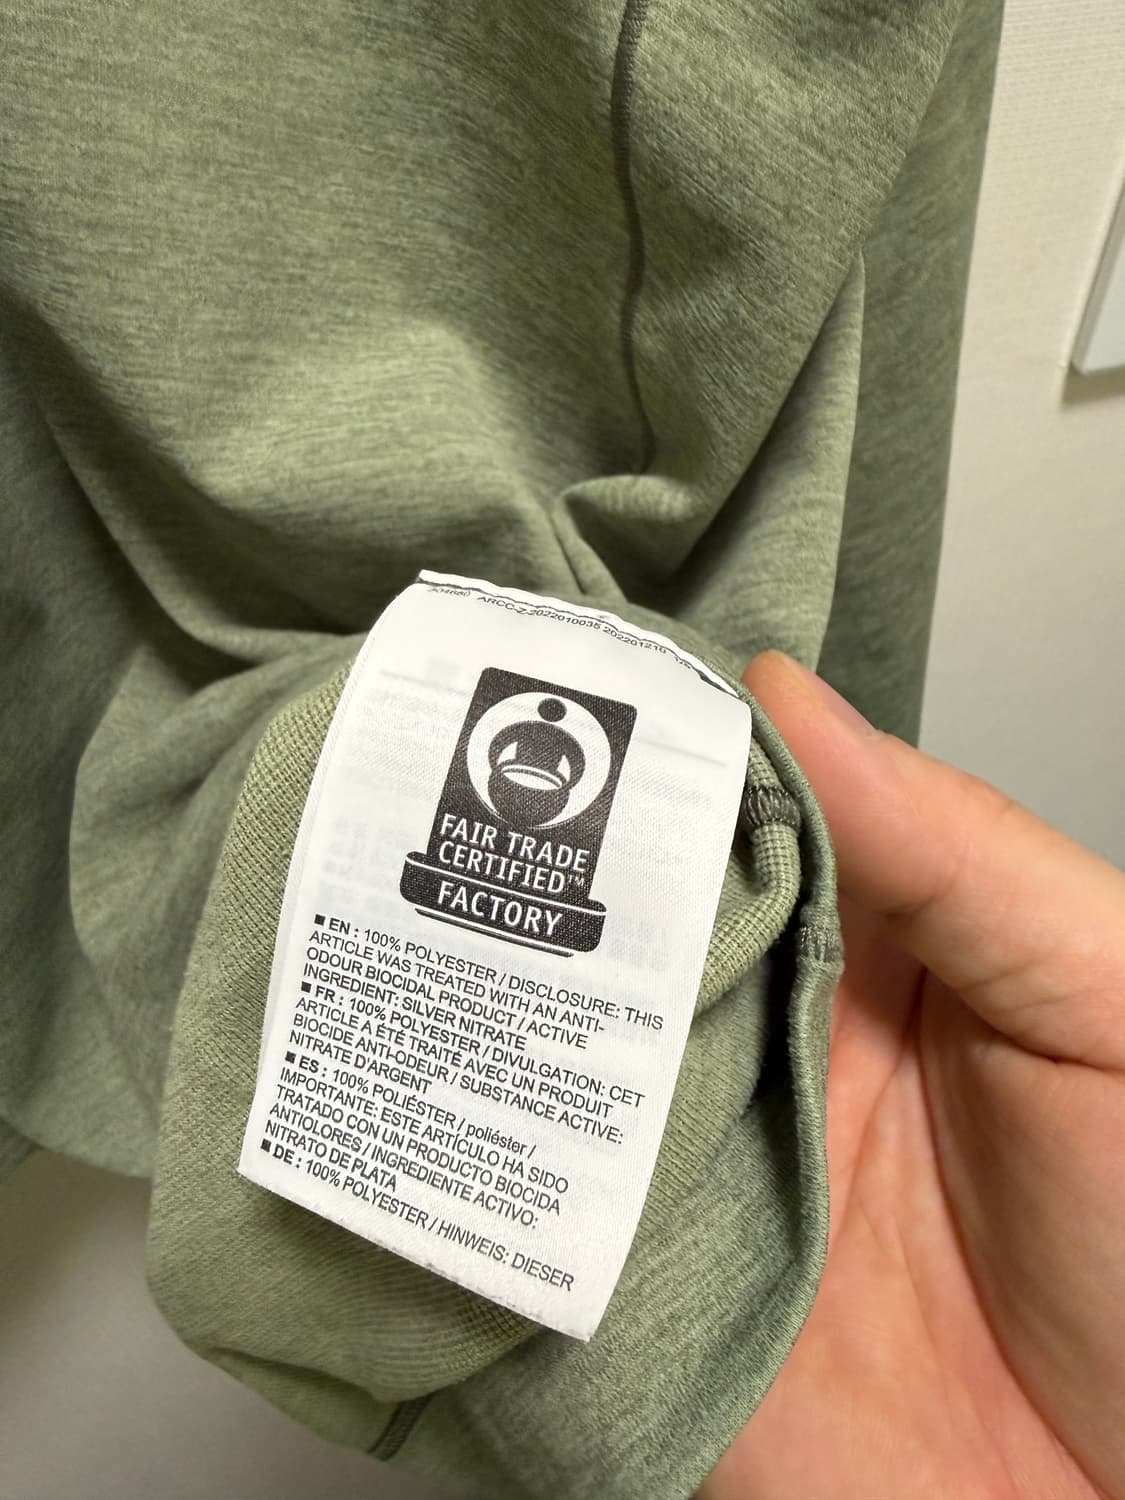 ARCC-Z-2022010035 20220121
FAIR TRADE
CERTIFIED™
FACTORY
■ EN : 100% POLYESTER / DISCLOSURE: THIS
ARTICLE WAS TREATED WITH AN ANTI-
ODOUR BIOCIDAL PRODUCT / ACTIVE
INGREDIENT: SILVER NITRATE
■ FR : 100% POLYESTER / DIVULGATION: CET
ARTICLE A ÉTÉ TRAITÉ AVEC UN PRODUIT
BIOCIDE ANTI-ODEUR / SUBSTANCE ACTIVE:
NITRATE D'ARGENT
■ ES : 100% POLIÉSTER / poliéster /
IMPORTANTE: ESTE ARTÍCULO HA SIDO
TRATADO CON UN PRODUCTO BIOCIDA
ANTIOLORES / INGREDIENTE ACTIVO:
NITRATO DE PLATA
■ DE : 100% POLYESTER / HINWEIS: DIESER